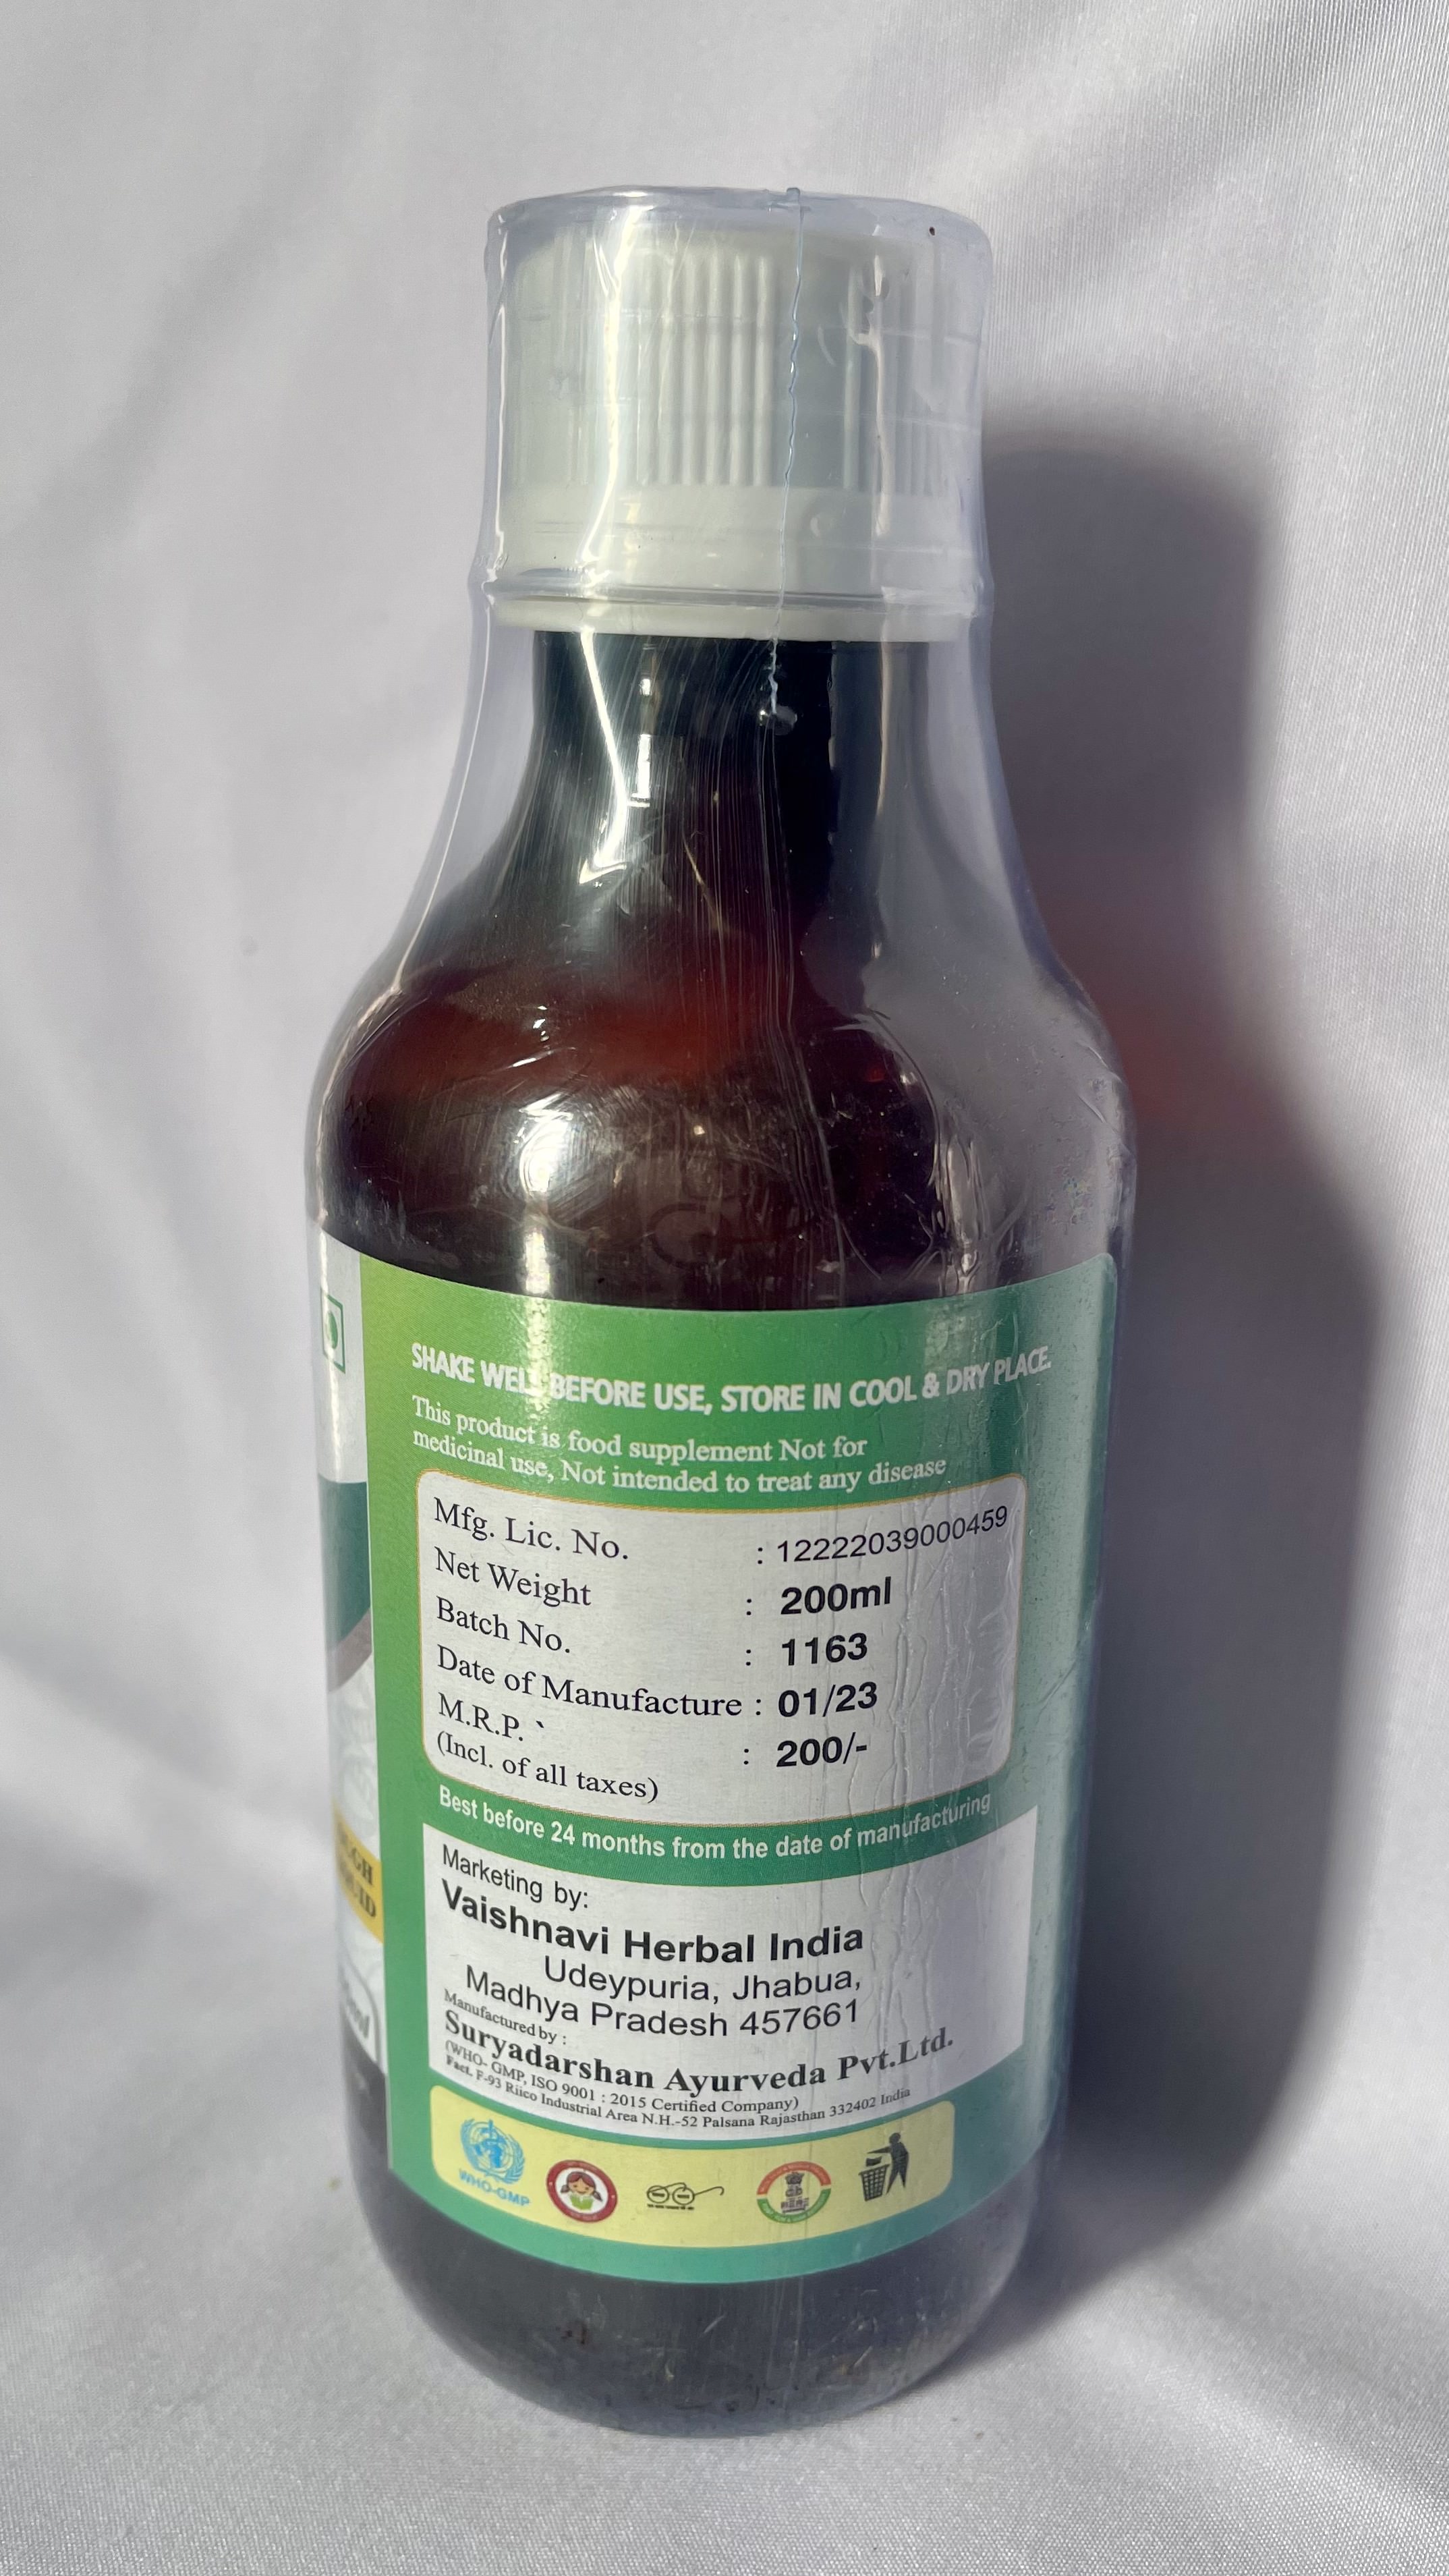 SHAKE WELL BEFORE USE, STORE IN COOL & DRY PLACE.
This product is food supplement Not for
medicinal use, Not intended to treat any disease
Mfg. Lic. No. : 12222039000459
Net Weight : 200ml
Batch No. : 1163
Date of Manufacture : 01/23
M.R.P. ` : 200/-
(Incl. of all taxes)
Best before 24 months from the date of manufacturing
Marketing by:
Vaishnavi Herbal India
Udeypuria, Jhabua,
Madhya Pradesh 457661
Manufactured by :
Suryadarshan Ayurveda Pvt.Ltd.
(WHO- GMP, ISO 9001 : 2015 Certified Company)
Fact. F-93 Riico Industrial Area N.H.-52 Palsana Rajasthan 332402 India
WHO-GMP